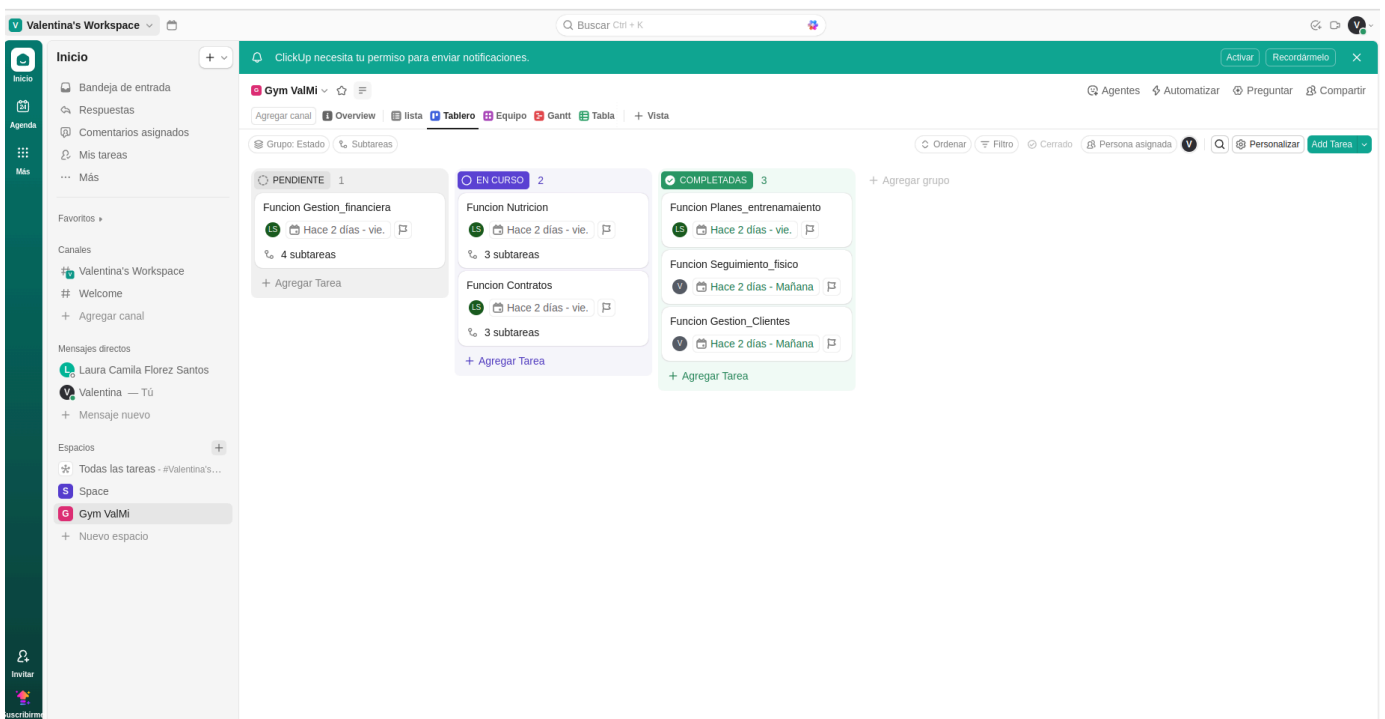 V Valentina's Workspace
Buscar Ctrl + K
V
Inicio
Agenda
Más
Invitar
Suscribirme
Inicio
Bandeja de entrada
Respuestas
Comentarios asignados
Mis tareas
Más
Favoritos
Canales
Valentina's Workspace
Welcome
Agregar canal
Mensajes directos
L Laura Camila Florez Santos
V Valentina — Tú
Mensaje nuevo
Espacios
Todas las tareas - #Valentina's...
S Space
G Gym ValMi
Nuevo espacio
ClickUp necesita tu permiso para enviar notificaciones.
Activar Recordármelo
Gym ValMi
Agentes Automatizar Preguntar Compartir
Agregar canal Overview lista Tablero Equipo Gantt Tabla + Vista
Grupo: Estado Subtareas
Ordenar Filtro Cerrado Persona asignada V Personalizar Add Tarea
PENDIENTE 1
Funcion Gestion_financiera
LS Hace 2 días - vie.
4 subtareas
+ Agregar Tarea
EN CURSO 2
Funcion Nutricion
LS Hace 2 días - vie.
3 subtareas
Funcion Contratos
LS Hace 2 días - vie.
3 subtareas
+ Agregar Tarea
COMPLETADAS 3
Funcion Planes_entrenamaiento
LS Hace 2 días - vie.
Funcion Seguimiento_fisico
V Hace 2 días - Mañana
Funcion Gestion_Clientes
V Hace 2 días - Mañana
+ Agregar Tarea
+ Agregar grupo